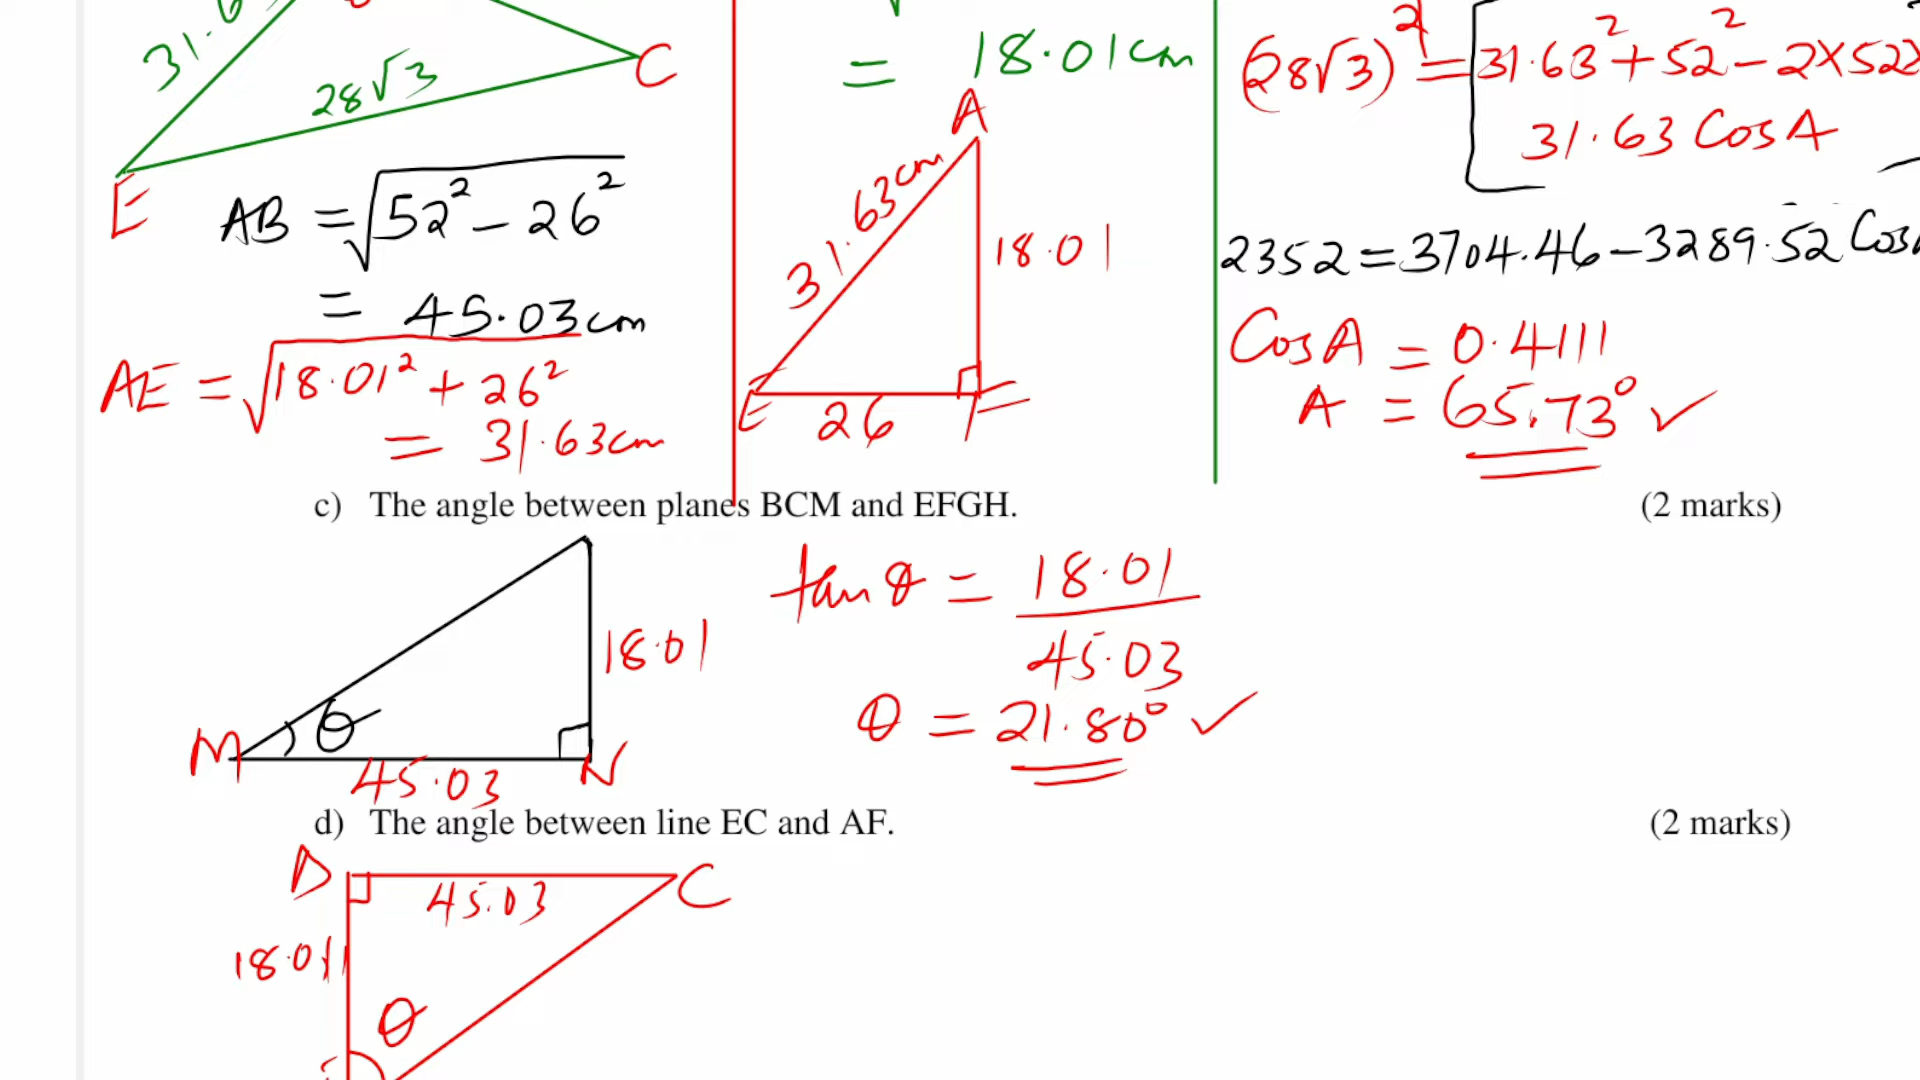 31.6
28√3
C
E
AB = √52² – 26²
= 45.03cm
AE = √18.01² + 26²
= 31.63cm
= 18.01cm
A
31.63cm
18.01
E
26
F
(28√3)² = 31.63² + 52² – 2×52×
31.63 Cos A
2352 = 3704.46 – 3289.52 Cos
Cos A = 0.4111
A = 65.73° ✓
c) The angle between planes BCM and EFGH. (2 marks)
18.01
M
θ
45.03
N
tan θ = 18.01
45.03
θ = 21.80° ✓
d) The angle between line EC and AF. (2 marks)
D
45.03
C
18.01
θ